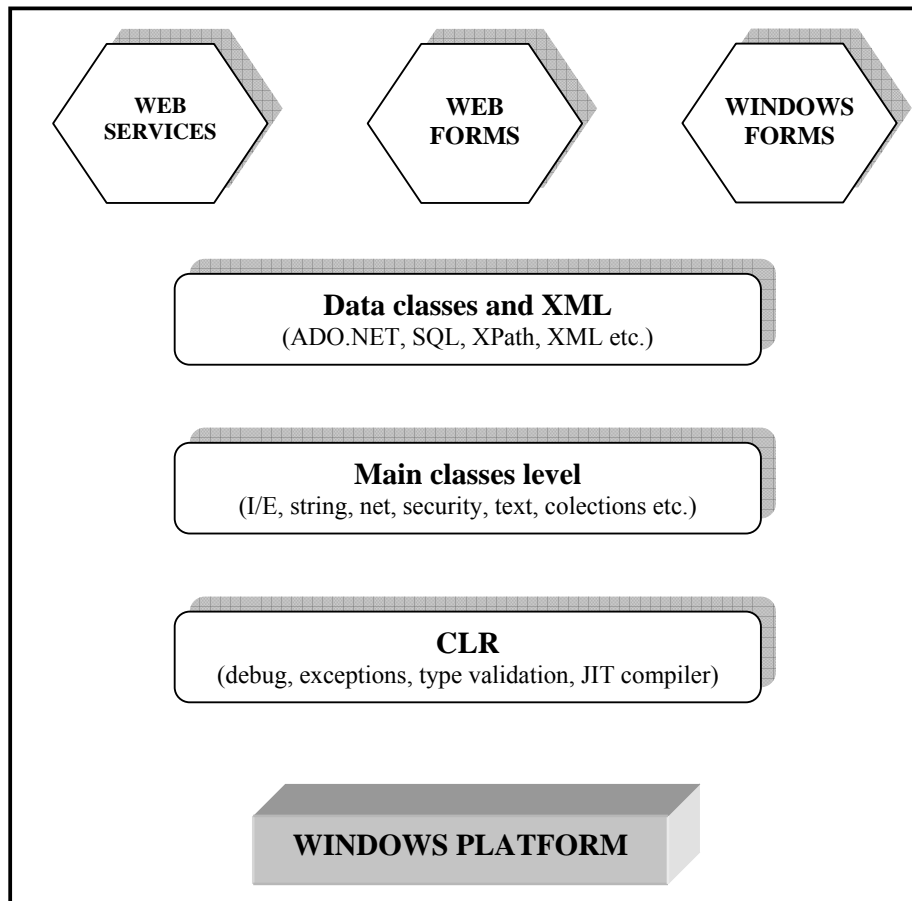 WEB
SERVICES
WEB
FORMS
WINDOWS
FORMS
Data classes and XML
(ADO.NET, SQL, XPath, XML etc.)
Main classes level
(I/E, string, net, security, text, colections etc.)
CLR
(debug, exceptions, type validation, JIT compiler)
WINDOWS PLATFORM